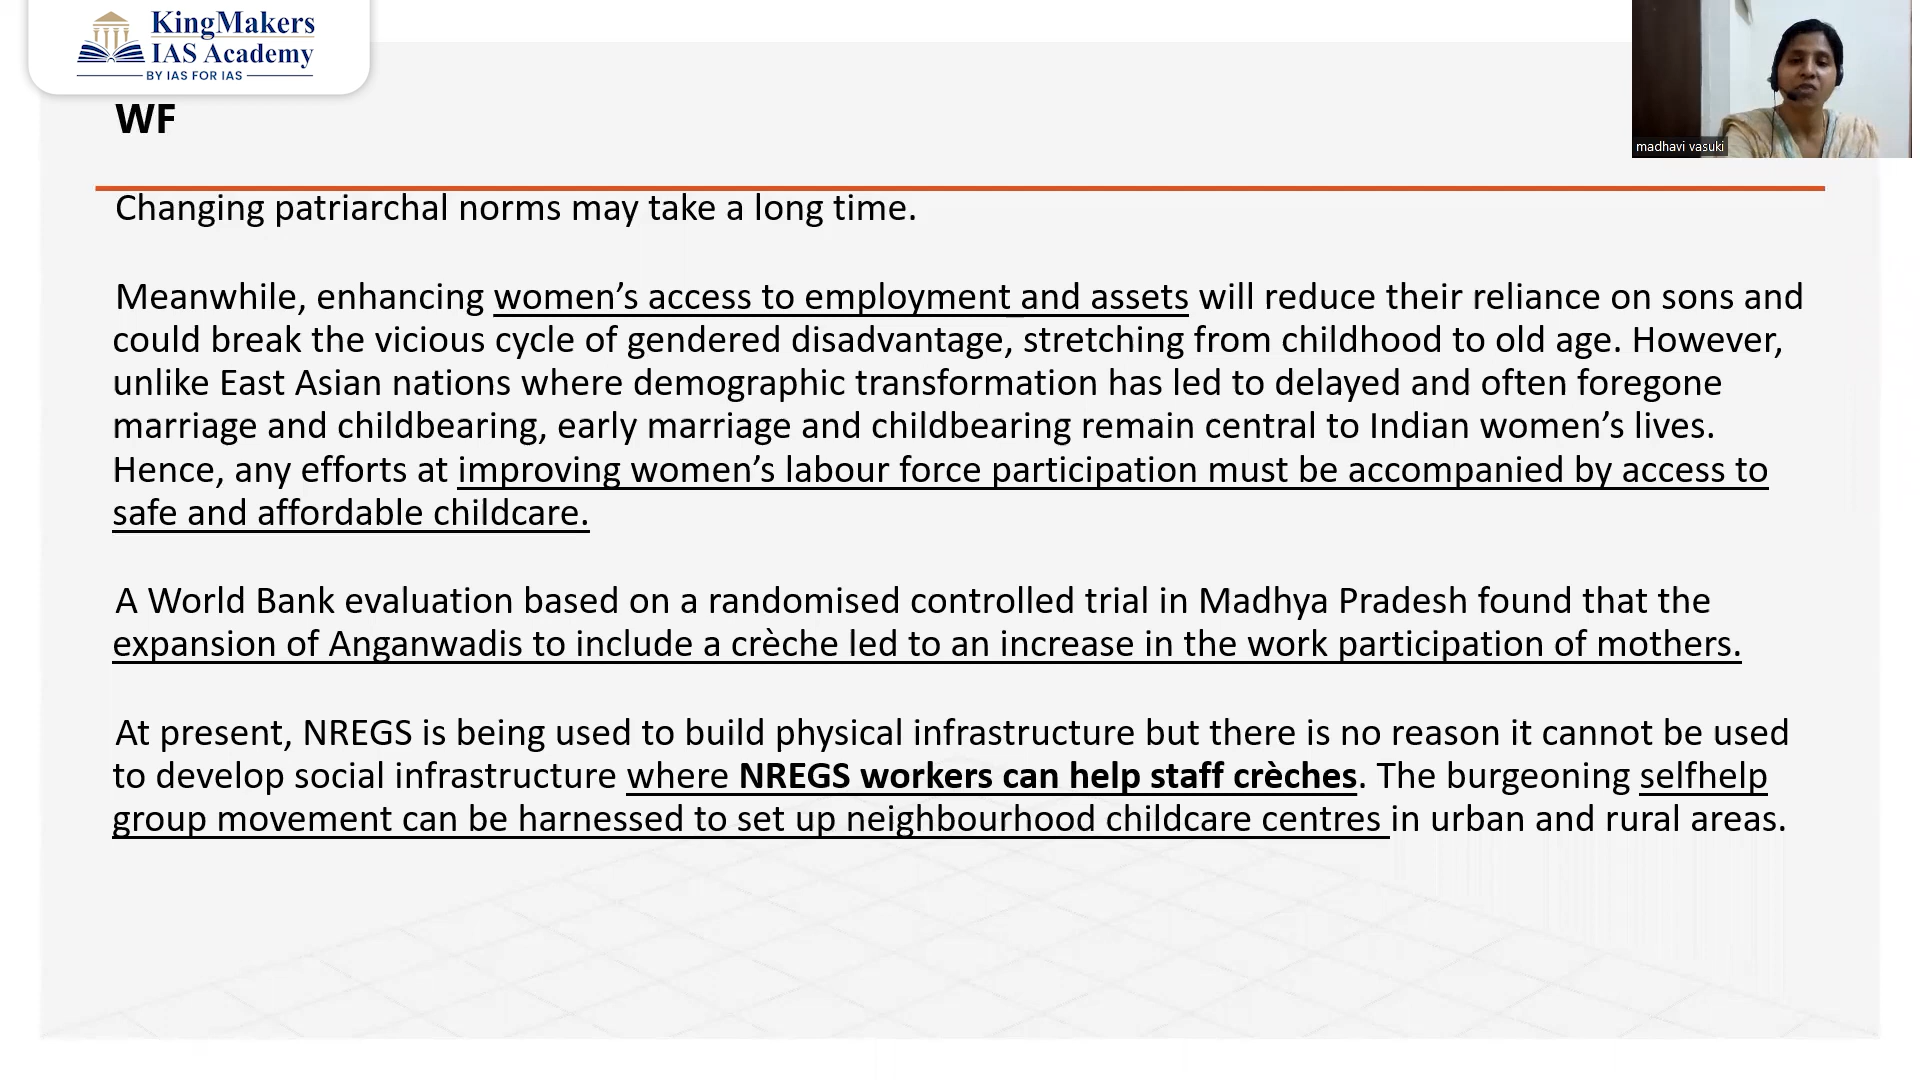 KingMakers
IAS Academy
BY IAS FOR IAS
madhavi vasuki
WF
Changing patriarchal norms may take a long time.
Meanwhile, enhancing women’s access to employment and assets will reduce their reliance on sons and
could break the vicious cycle of gendered disadvantage, stretching from childhood to old age. However,
unlike East Asian nations where demographic transformation has led to delayed and often foregone
marriage and childbearing, early marriage and childbearing remain central to Indian women’s lives.
Hence, any efforts at improving women’s labour force participation must be accompanied by access to
safe and affordable childcare.
A World Bank evaluation based on a randomised controlled trial in Madhya Pradesh found that the
expansion of Anganwadis to include a crèche led to an increase in the work participation of mothers.
At present, NREGS is being used to build physical infrastructure but there is no reason it cannot be used
to develop social infrastructure where NREGS workers can help staff crèches. The burgeoning selfhelp
group movement can be harnessed to set up neighbourhood childcare centres in urban and rural areas.